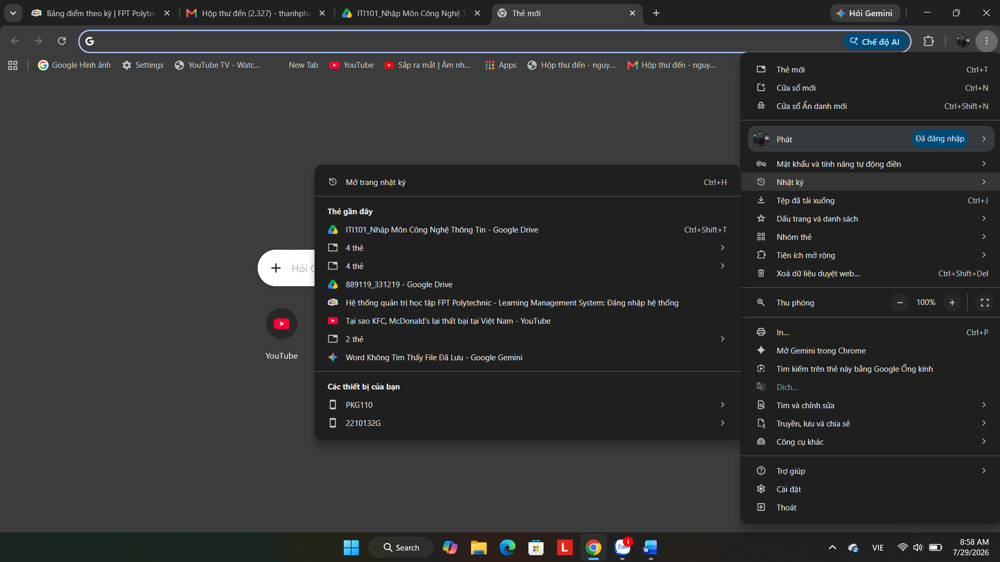 Bảng điểm theo kỳ | FPT Polytec
Hộp thư đến (2.327) - thanhpha
ITI101_Nhập Môn Công Nghệ T
Thẻ mới
Hỏi Gemini
Chế độ AI
Google Hình ảnh
Settings
YouTube TV - Watc...
New Tab
YouTube
Sắp ra mắt | Âm nh...
Apps
Hộp thư đến - nguy...
Hộp thư đến - nguy...
Thẻ mới Ctrl+T
Cửa sổ mới Ctrl+N
Cửa sổ Ẩn danh mới Ctrl+Shift+N
Phát Đã đăng nhập
Mật khẩu và tính năng tự động điền
Nhật ký
Tệp đã tải xuống Ctrl+J
Dấu trang và danh sách
Nhóm thẻ
Tiện ích mở rộng
Xoá dữ liệu duyệt web... Ctrl+Shift+Del
Thu phóng 100%
In... Ctrl+P
Mở Gemini trong Chrome
Tìm kiếm trên thẻ này bằng Google Ống kính
Dịch...
Tìm và chỉnh sửa
Truyền, lưu và chia sẻ
Công cụ khác
Trợ giúp
Cài đặt
Thoát
Mở trang nhật ký Ctrl+H
Thẻ gần đây
ITI101_Nhập Môn Công Nghệ Thông Tin - Google Drive Ctrl+Shift+T
4 thẻ
4 thẻ
889119_331219 - Google Drive
Hệ thống quản trị học tập FPT Polytechnic - Learning Management System: Đăng nhập hệ thống
Tại sao KFC, McDonald's lại thất bại tại Việt Nam - YouTube
2 thẻ
Word Không Tìm Thấy File Đã Lưu - Google Gemini
Các thiết bị của bạn
PKG110
2210132G
Hỏi
YouTube
Search
L
Zalo
1
W
VIE
8:58 AM
7/29/2026